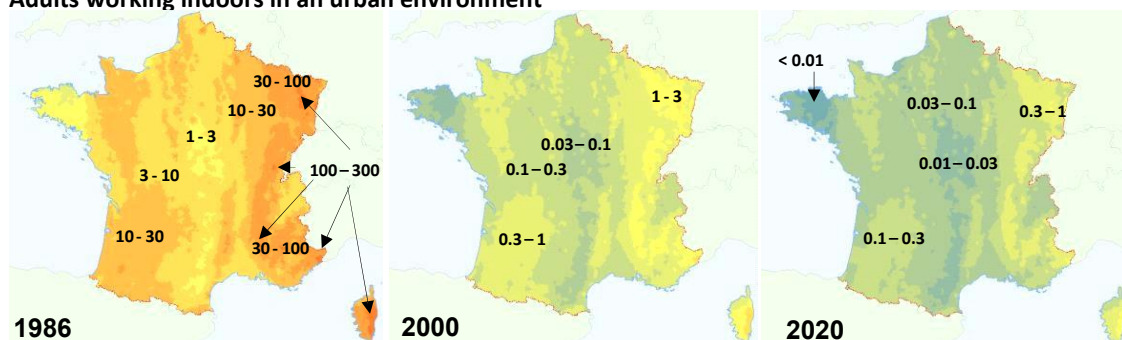 Adults working indoors in an urban environment
30 - 100
10 - 30
1 - 3
100 – 300
3 - 10
10 - 30
30 - 100
1986
1 - 3
0.03 – 0.1
0.1 – 0.3
0.3 – 1
2000
< 0.01
0.03 – 0.1
0.3 – 1
0.01 – 0.03
0.1 – 0.3
2020